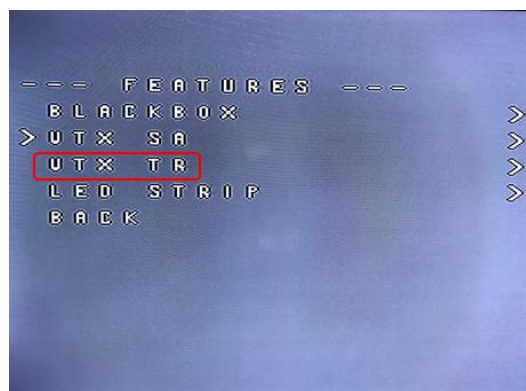 --- FEATURES ---
BLACKBOX >
> VTX SA >
VTX TR >
LED STRIP >
BACK